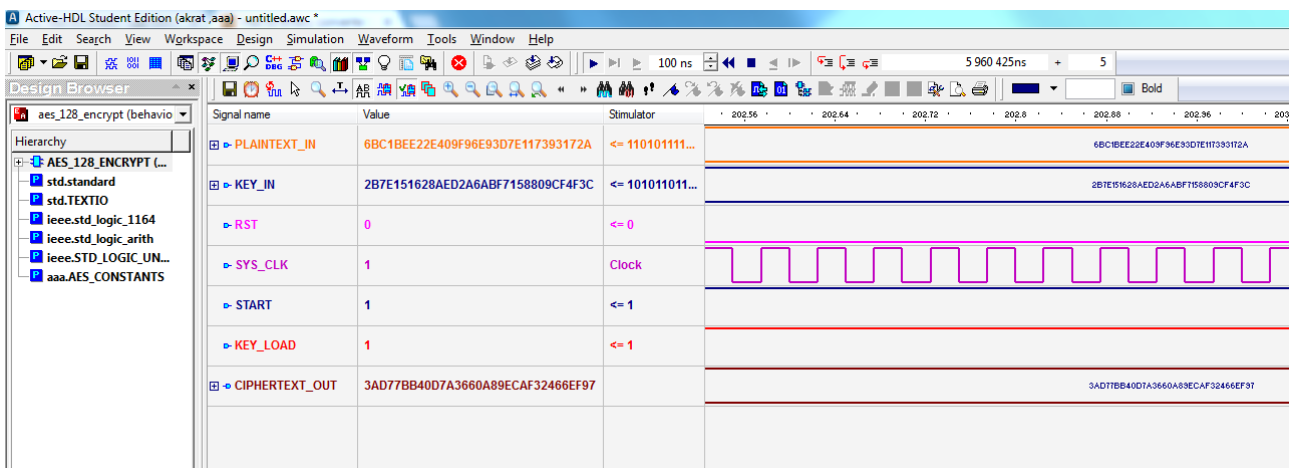 Active-HDL Student Edition (akrat ,aaa) - untitled.awc *
File Edit Search View Workspace Design Simulation Waveform Tools Window Help
100 ns 5 960 425ns + 5
Design Browser Bold
aes_128_encrypt (behavio Signal name Value Stimulator 202.56 202.64 202.72 202.8 202.88 202.96 203
Hierarchy
AES_128_ENCRYPT (...
std.standard
std.TEXTIO
ieee.std_logic_1164
ieee.std_logic_arith
ieee.STD_LOGIC_UN...
aaa.AES_CONSTANTS
PLAINTEXT_IN 6BC1BEE22E409F96E93D7E117393172A <= 110101111... 6BC1BEE22E409F96E93D7E117393172A
KEY_IN 2B7E151628AED2A6ABF7158809CF4F3C <= 101011011... 2B7E151628AED2A6ABF7158809CF4F3C
RST 0 <= 0
SYS_CLK 1 Clock
START 1 <= 1
KEY_LOAD 1 <= 1
CIPHERTEXT_OUT 3AD77BB40D7A3660A89ECAF32466EF97 3AD77BB40D7A3660A89ECAF32466EF97